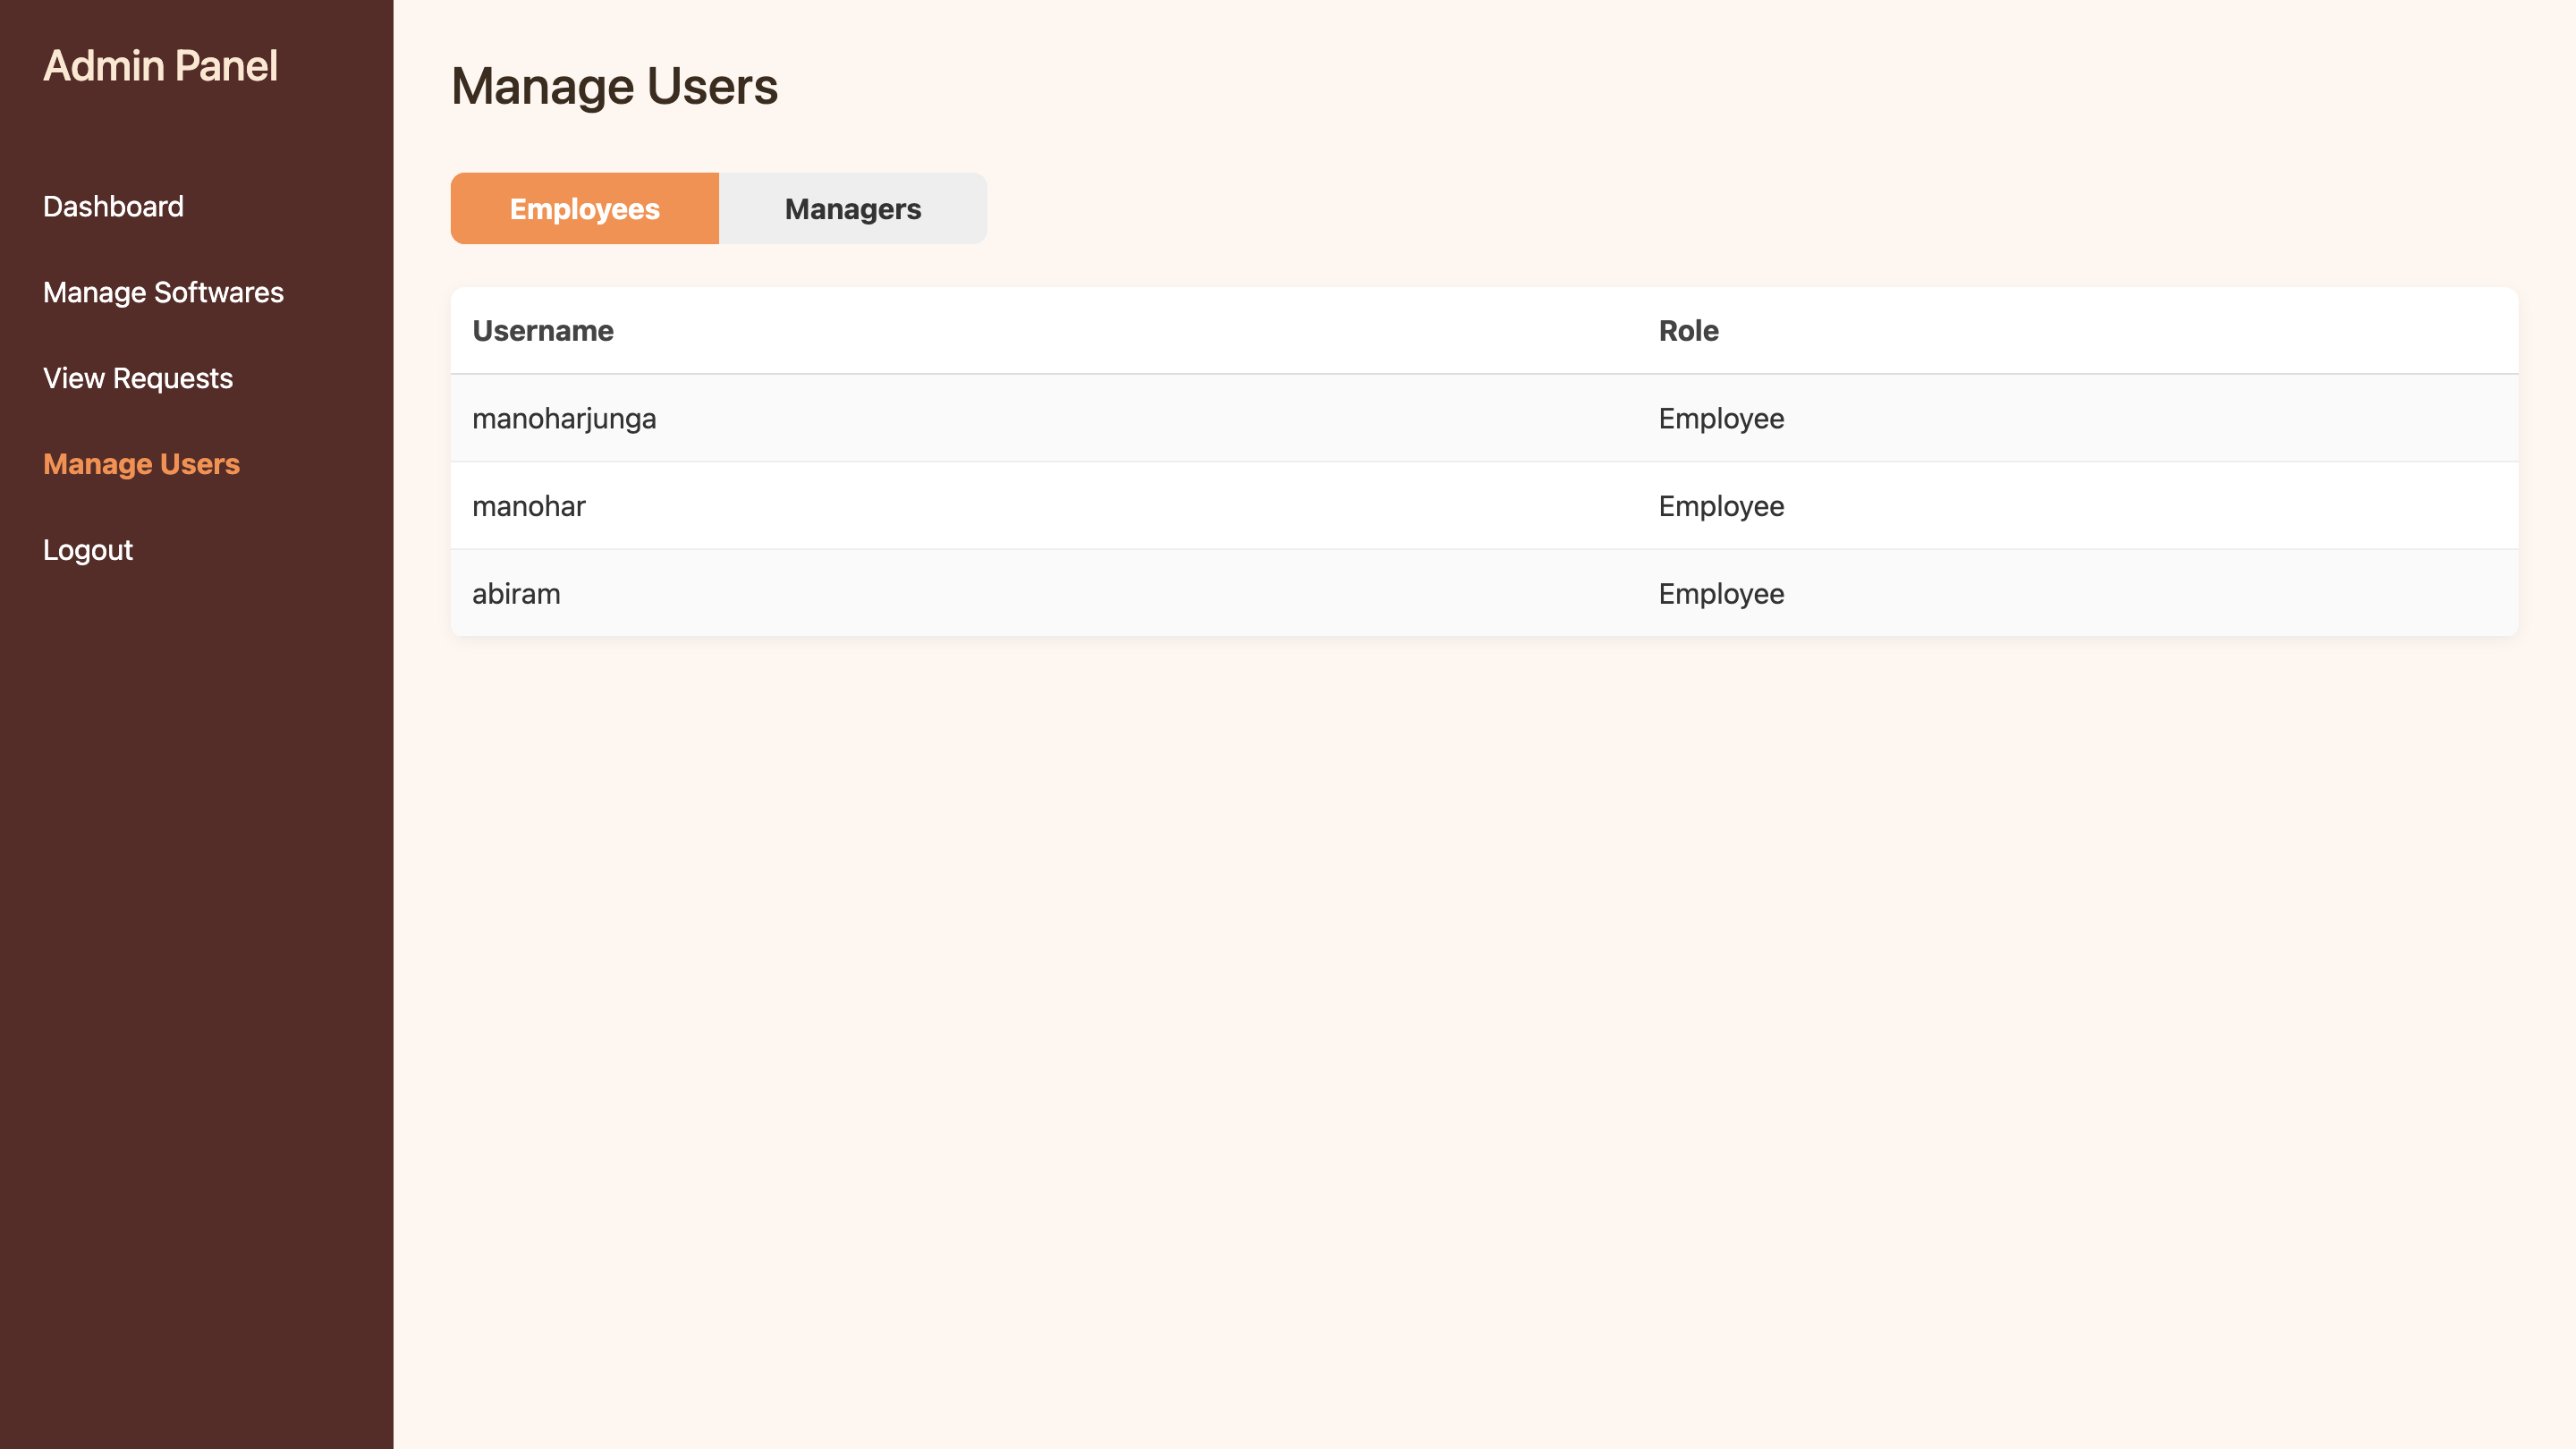 Admin Panel
Dashboard
Manage Softwares
View Requests
Manage Users
Logout
Manage Users
Employees Managers
Username Role
manoharjunga Employee
manohar Employee
abiram Employee